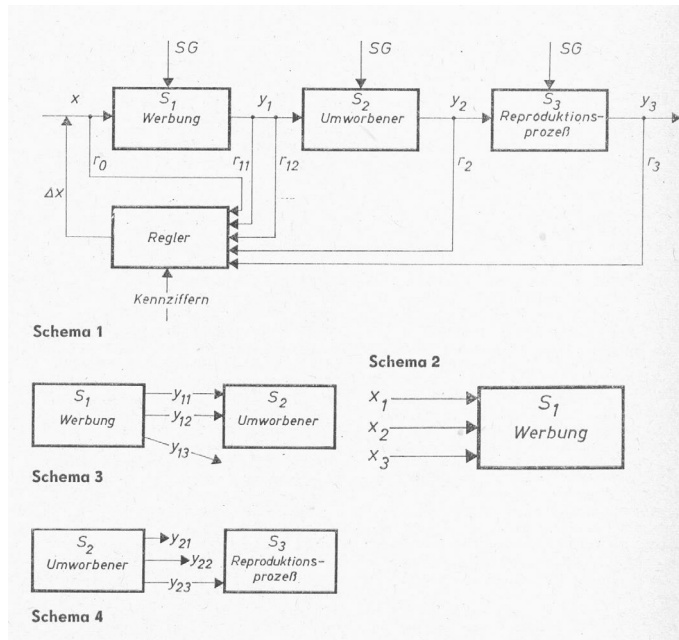 SG
SG
SG
x
S₁
Werbung
y₁
S₂
Umworbener
y₂
S₃
Reproduktions-
prozeß
y₃
r₀
r₁₁
r₁₂
r₂
r₃
Δx
Regler
Kennziffern
Schema 1
Schema 2
S₁
Werbung
y₁₁
y₁₂
y₁₃
S₂
Umworbener
Schema 3
x₁
x₂
x₃
S₁
Werbung
S₂
Umworbener
y₂₁
y₂₂
y₂₃
S₃
Reproduktions-
prozeß
Schema 4